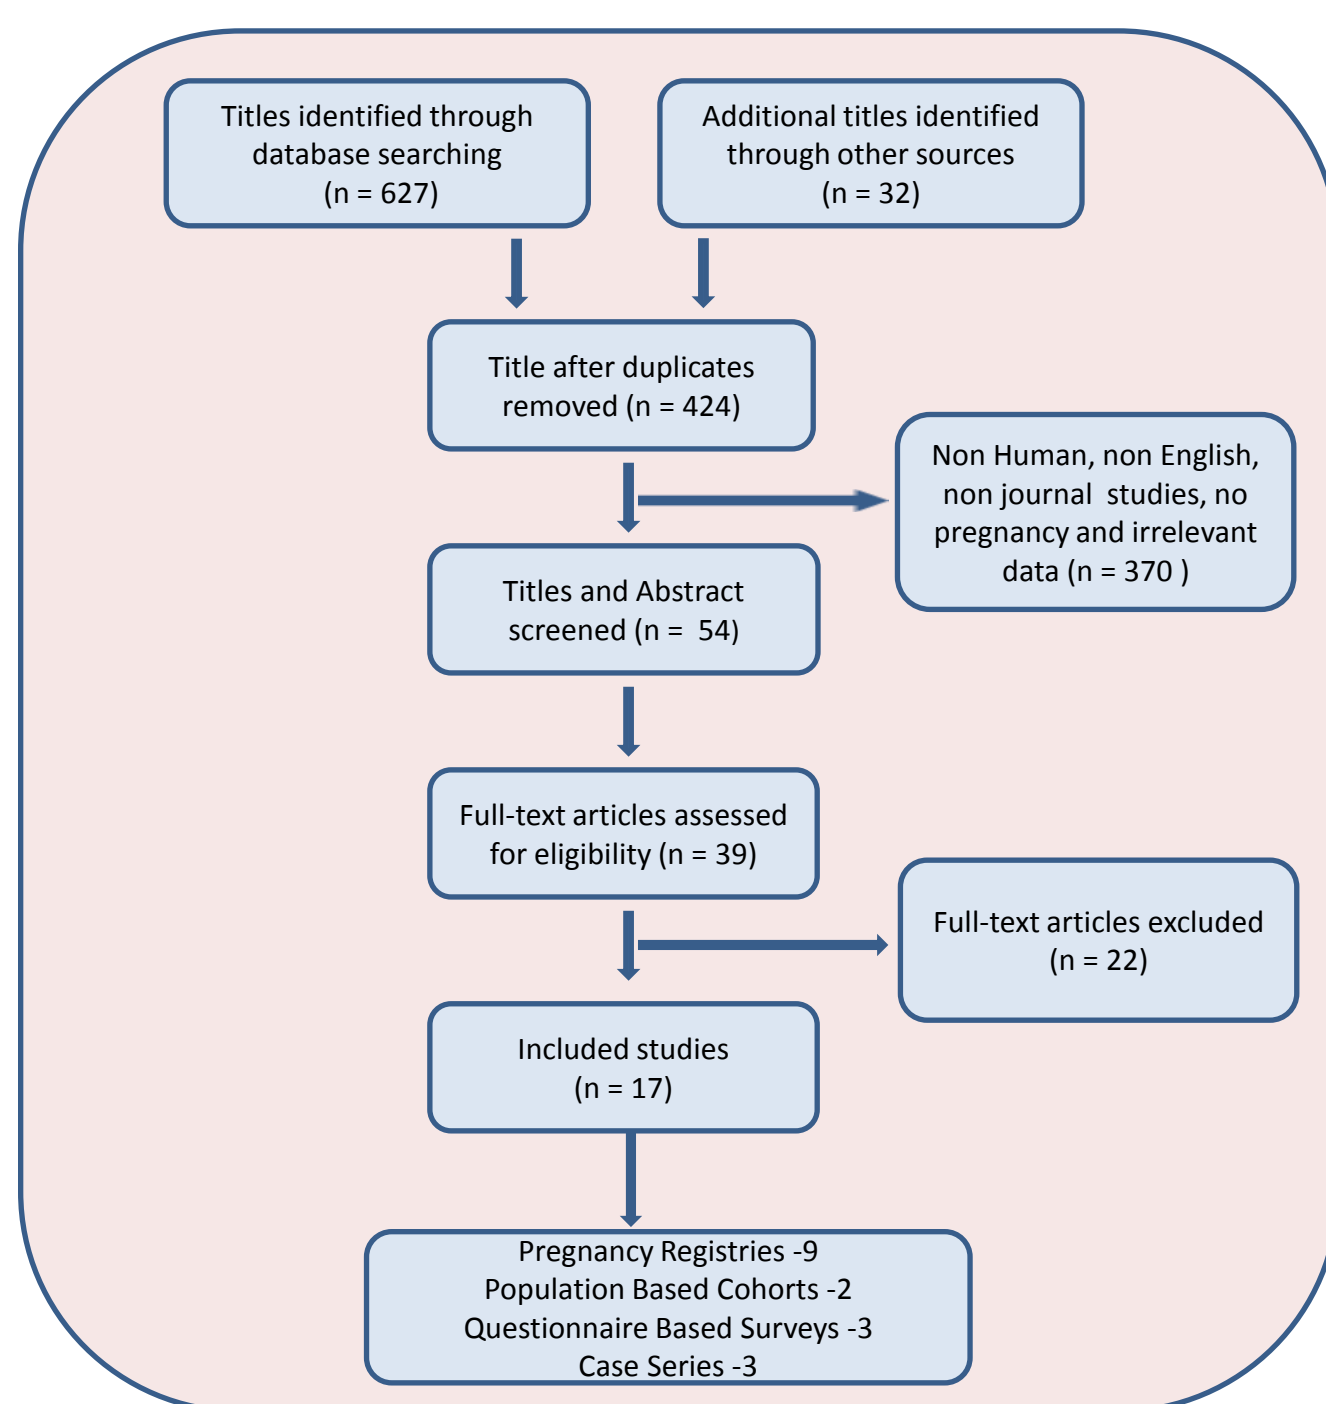 Titles identified through
database searching
(n = 627)
Additional titles identified
through other sources
(n = 32)
Title after duplicates
removed (n = 424)
Non Human, non English,
non journal studies, no
pregnancy and irrelevant
data (n = 370 )
Titles and Abstract
screened (n = 54)
Full-text articles assessed
for eligibility (n = 39)
Full-text articles excluded
(n = 22)
Included studies
(n = 17)
Pregnancy Registries -9
Population Based Cohorts -2
Questionnaire Based Surveys -3
Case Series -3